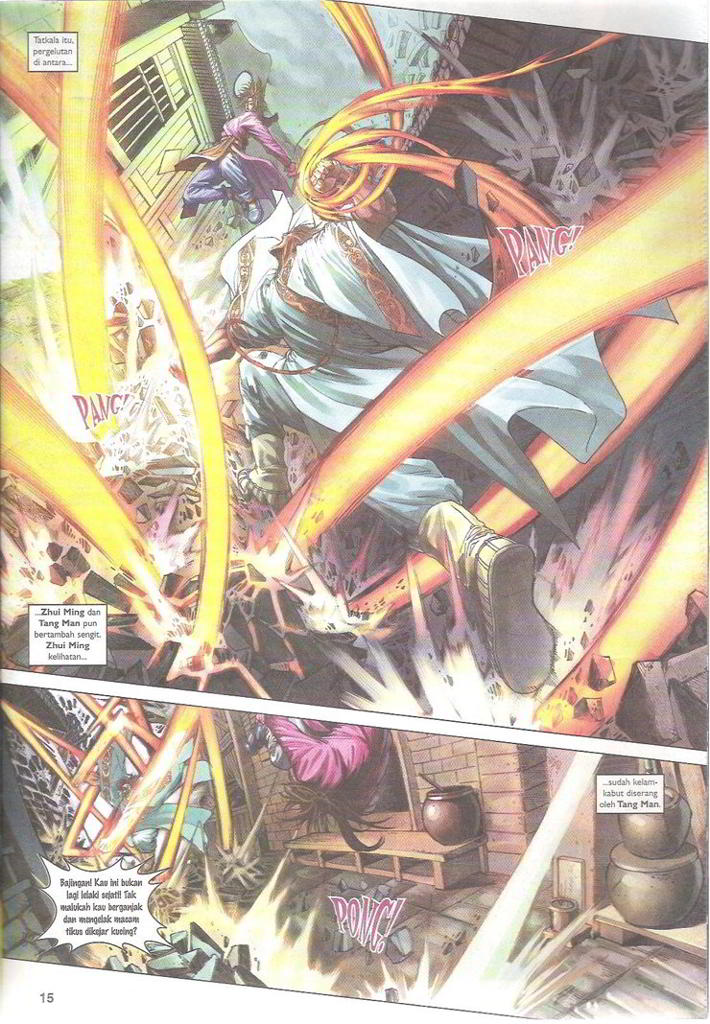 Tatkala itu,
pergelutan
di antara...
PANG!
PANG!
...Zhui Ming dan
Tang Man pun
bertambah sengit.
Zhui Ming
kelihatan...
...sudah kelam-
kabut diserang
oleh Tang Man.
Bajingan! Kau ini bukan
lagi lelaki sejati! Tak
malukah kau berganjak
dan mengelak macam
tikus dikejar kucing?
PONG!
15